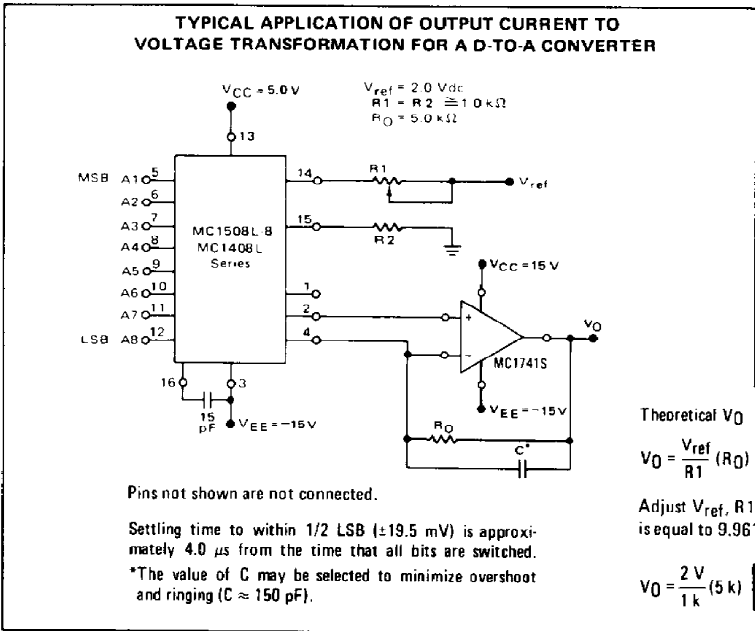 TYPICAL APPLICATION OF OUTPUT CURRENT TO
VOLTAGE TRANSFORMATION FOR A D-TO-A CONVERTER
VCC = 5.0 V
Vref = 2.0 Vdc
R1 = R2 ≅ 1.0 kΩ
RO = 5.0 kΩ
13
MSB A1 5
A2 6
A3 7
A4 8
A5 9
A6 10
A7 11
LSB A8 12
MC1508L-8
MC1408L
Series
14
R1
Vref
15
R2
1
2
4
VCC = 15 V
+
−
VO
MC1741S
VEE = −15 V
16
3
15
pF
VEE = −15 V
RO
C*
Pins not shown are not connected.
Settling time to within 1/2 LSB (±19.5 mV) is approxi-
mately 4.0 μs from the time that all bits are switched.
*The value of C may be selected to minimize overshoot
and ringing (C ≈ 150 pF).
Theoretical VO
VO = Vref/R1 (RO)
Adjust Vref, R1
is equal to 9.961
VO = 2 V/1 k (5 k)